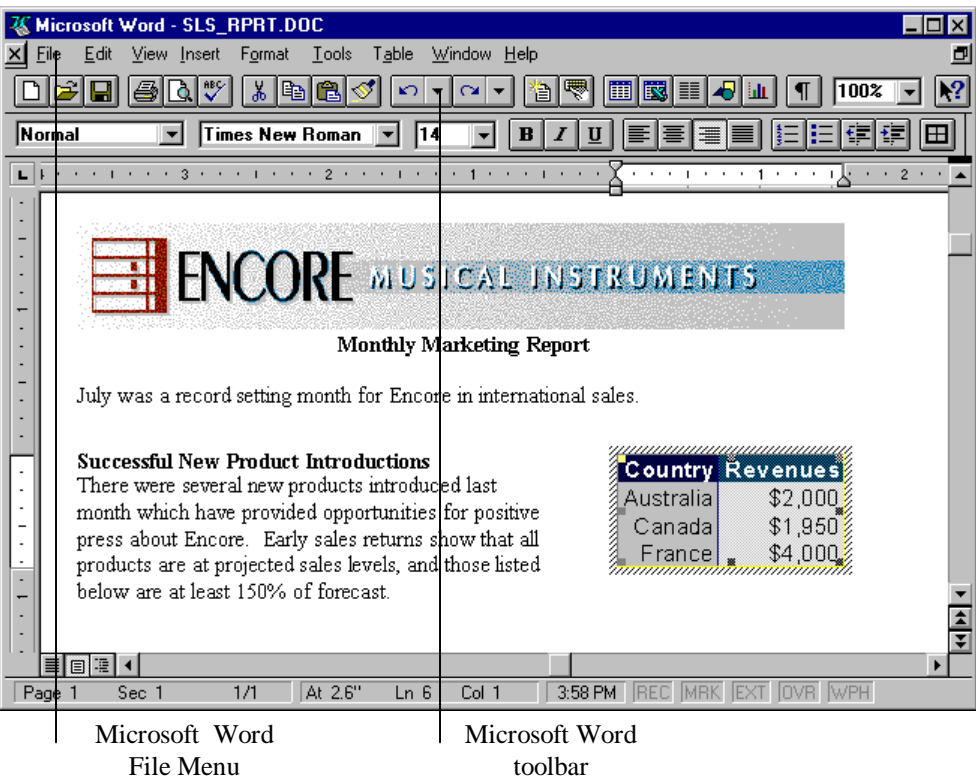 Microsoft Word - SLS_RPRT.DOC
File Edit View Insert Format Tools Table Window Help
ABC 100% ?
Normal Times New Roman 14 B I U
L 3 2 1 1 2
ENCORE MUSICAL INSTRUMENTS
Monthly Marketing Report
July was a record setting month for Encore in international sales.
Successful New Product Introductions
There were several new products introduced last
month which have provided opportunities for positive
press about Encore. Early sales returns show that all
products are at projected sales levels, and those listed
below are at least 150% of forecast.
Country Revenues
Australia $2,000
Canada $1,950
France $4,000
Page 1 Sec 1 1/1 At 2.6" Ln 6 Col 1 3:58 PM REC MRK EXT OVR WPH
Microsoft Word
File Menu
Microsoft Word
toolbar